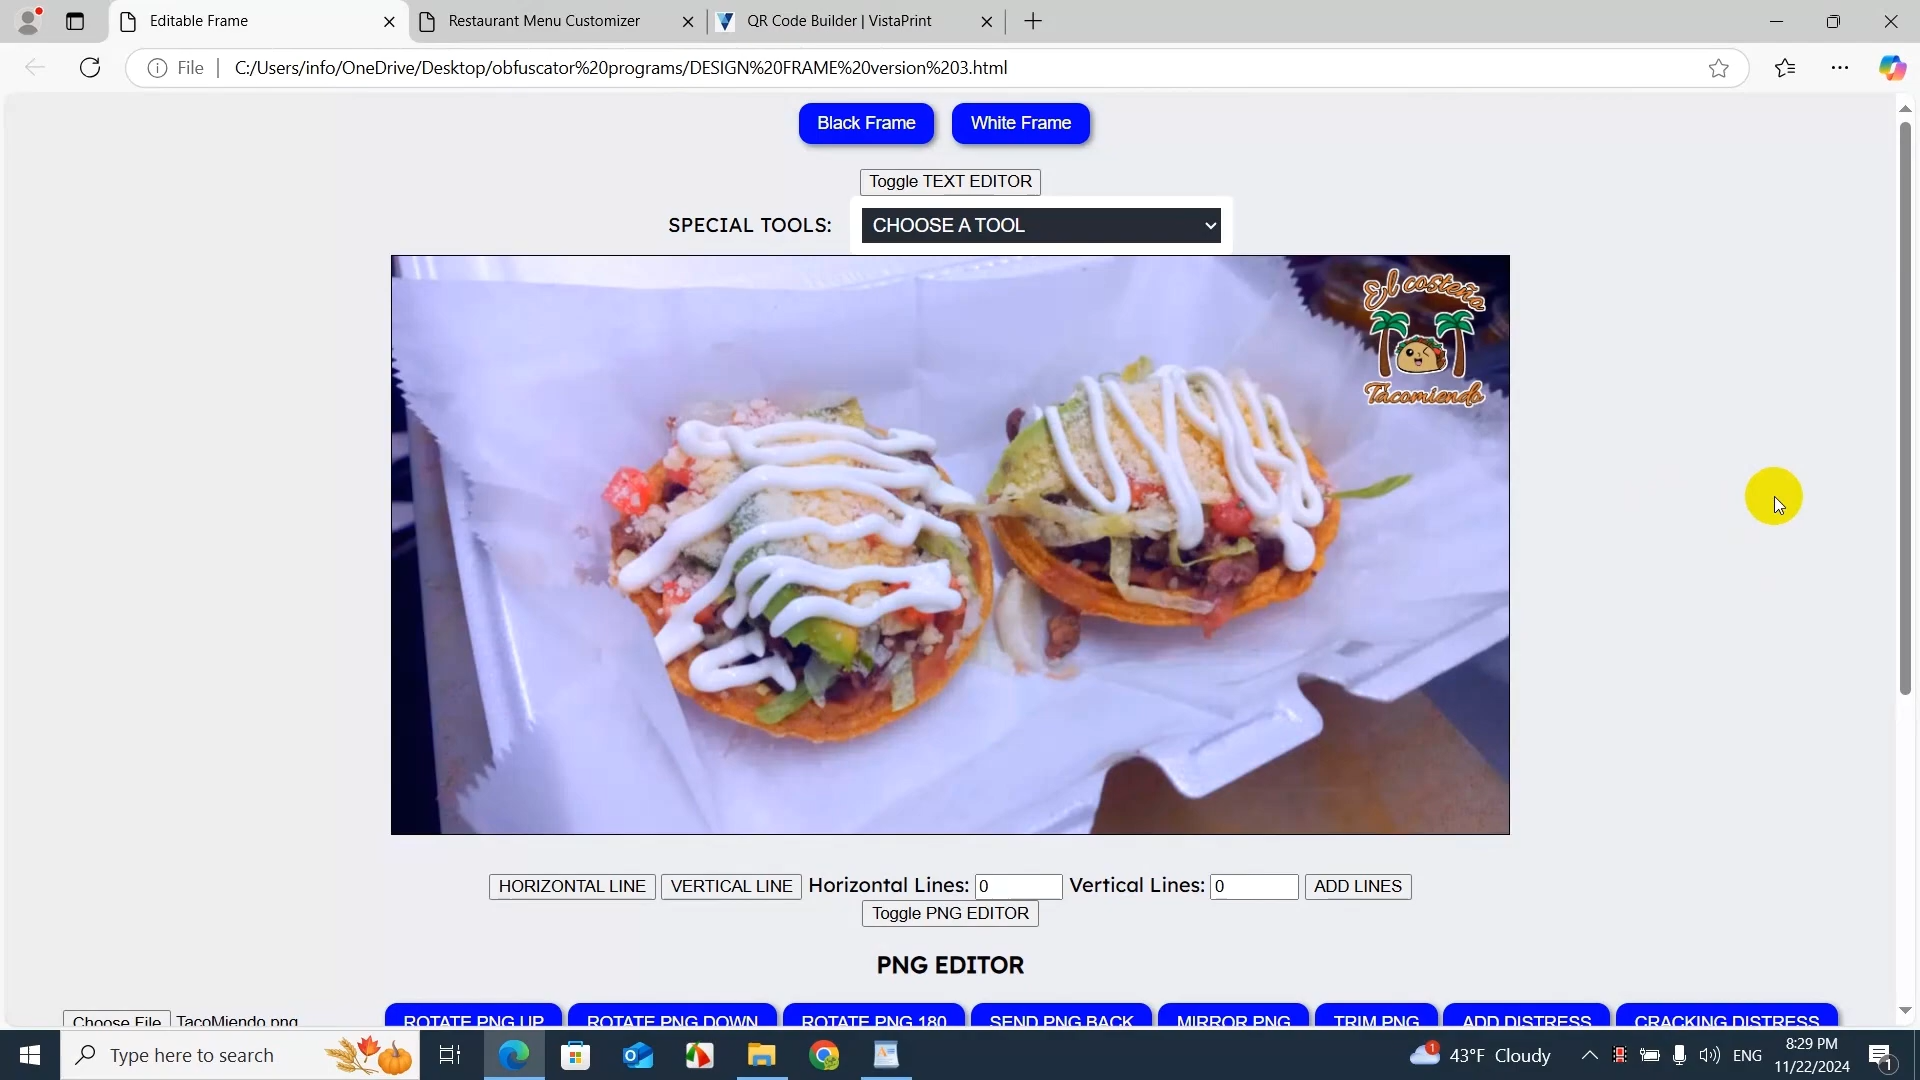 Editable Frame
Restaurant Menu Customizer
QR Code Builder | VistaPrint
File
C:/Users/info/OneDrive/Desktop/obfuscator%20programs/DESIGN%20FRAME%20version%203.html
Black Frame
White Frame
Toggle TEXT EDITOR
SPECIAL TOOLS:
CHOOSE A TOOL
El costeño
Tacomiendo
HORIZONTAL LINE
VERTICAL LINE
Horizontal Lines:
0
Vertical Lines:
0
ADD LINES
Toggle PNG EDITOR
PNG EDITOR
Choose File
TacoMiendo.png
ROTATE PNG UP
ROTATE PNG DOWN
ROTATE PNG 180
SEND PNG BACK
MIRROR PNG
TRIM PNG
ADD DISTRESS
CRACKING DISTRESS
Type here to search
1
43°F Cloudy
ENG
8:29 PM
11/22/2024
1